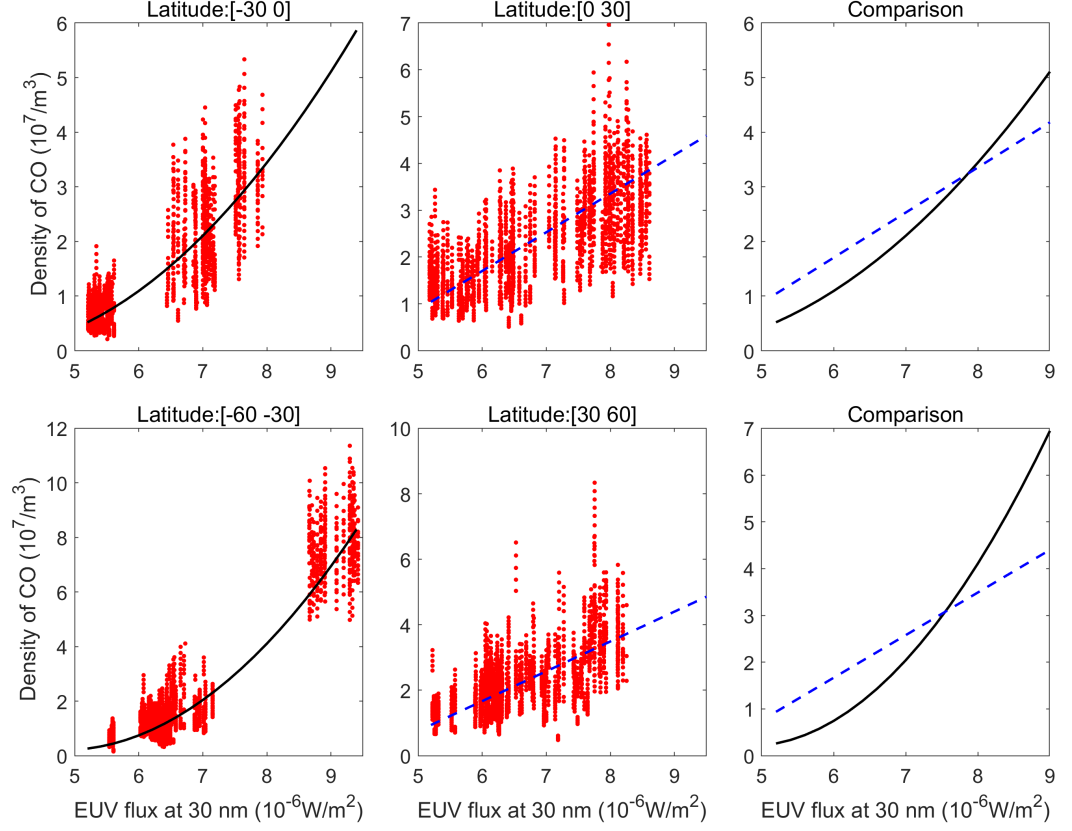 Latitude:[-30 0]
Density of CO (10^7/m^3)
6
5
4
3
2
1
0
5 6 7 8 9
Latitude:[0 30]
7
6
5
4
3
2
1
0
5 6 7 8 9
Comparison
6
5
4
3
2
1
0
5 6 7 8 9
Latitude:[-60 -30]
Density of CO (10^7/m^3)
12
10
8
6
4
2
0
5 6 7 8 9
EUV flux at 30 nm (10^-6W/m^2)
Latitude:[30 60]
10
8
6
4
2
0
5 6 7 8 9
EUV flux at 30 nm (10^-6W/m^2)
Comparison
7
6
5
4
3
2
1
0
5 6 7 8 9
EUV flux at 30 nm (10^-6W/m^2)